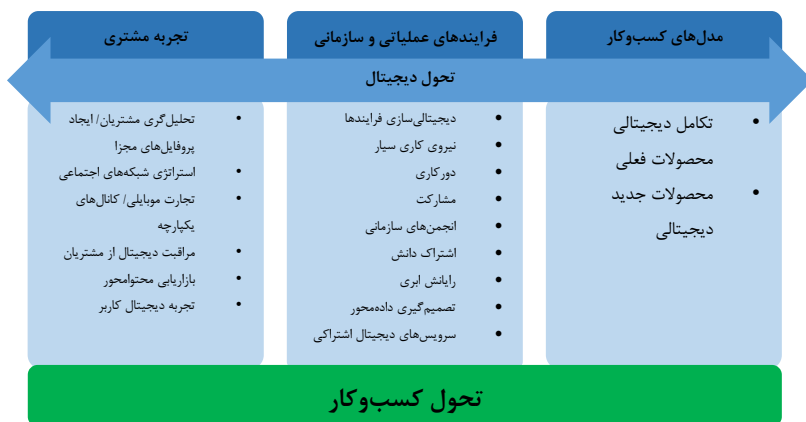 مدل‌های کسب‌وکار
فرایندهای عملیاتی و سازمانی
تجربه مشتری
تحول دیجیتال
• تکامل دیجیتالی
محصولات فعلی
• محصولات جدید
دیجیتالی
• دیجیتالی‌سازی فرایندها
• نیروی کاری سیار
• دورکاری
• مشارکت
• انجمن‌های سازمانی
• اشتراک دانش
• رایانش ابری
• تصمیم‌گیری داده‌محور
• سرویس‌های دیجیتال اشتراکی
• تحلیل‌گری مشتریان/ ایجاد
پروفایل‌های مجزا
• استراتژی شبکه‌های اجتماعی
• تجارت موبایلی/ کانال‌های
یکپارچه
• مراقبت دیجیتال از مشتریان
• بازاریابی محتوامحور
• تجربه دیجیتال کاربر
تحول کسب‌وکار